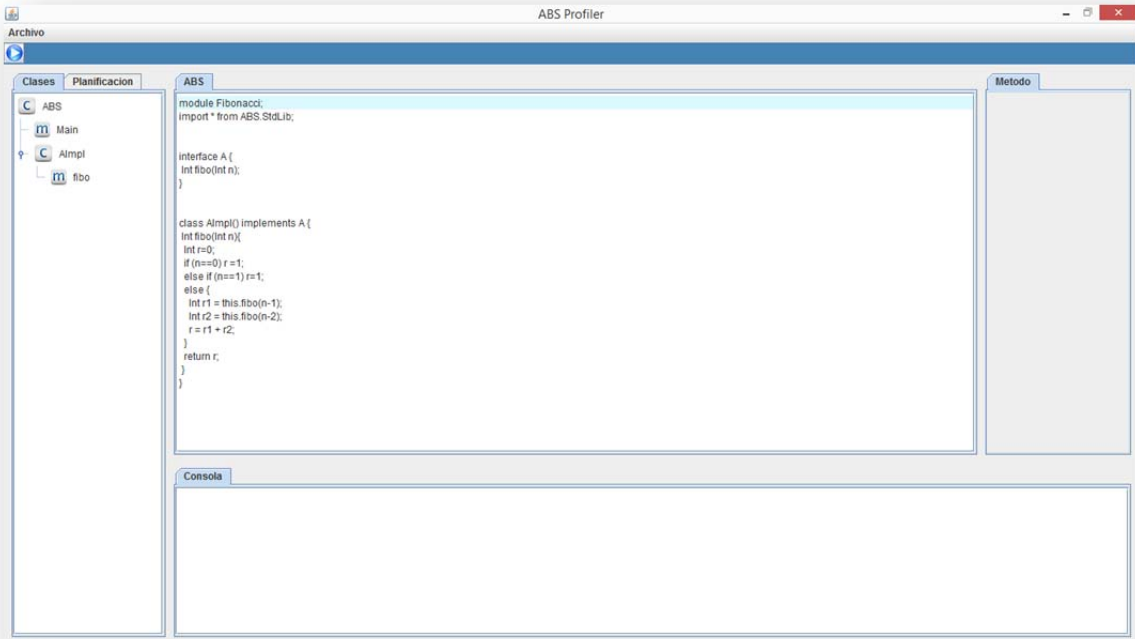 ABS Profiler
Archivo
Clases Planificacion
C ABS
m Main
C AImpl
m fibo
ABS
module Fibonacci;
import * from ABS.StdLib;
interface A {
Int fibo(Int n);
}
class AImpl() implements A {
Int fibo(Int n){
Int r=0;
if (n==0) r =1;
else if (n==1) r=1;
else {
Int r1 = this.fibo(n-1);
Int r2 = this.fibo(n-2);
r = r1 + r2;
}
return r;
}
}
Metodo
Consola